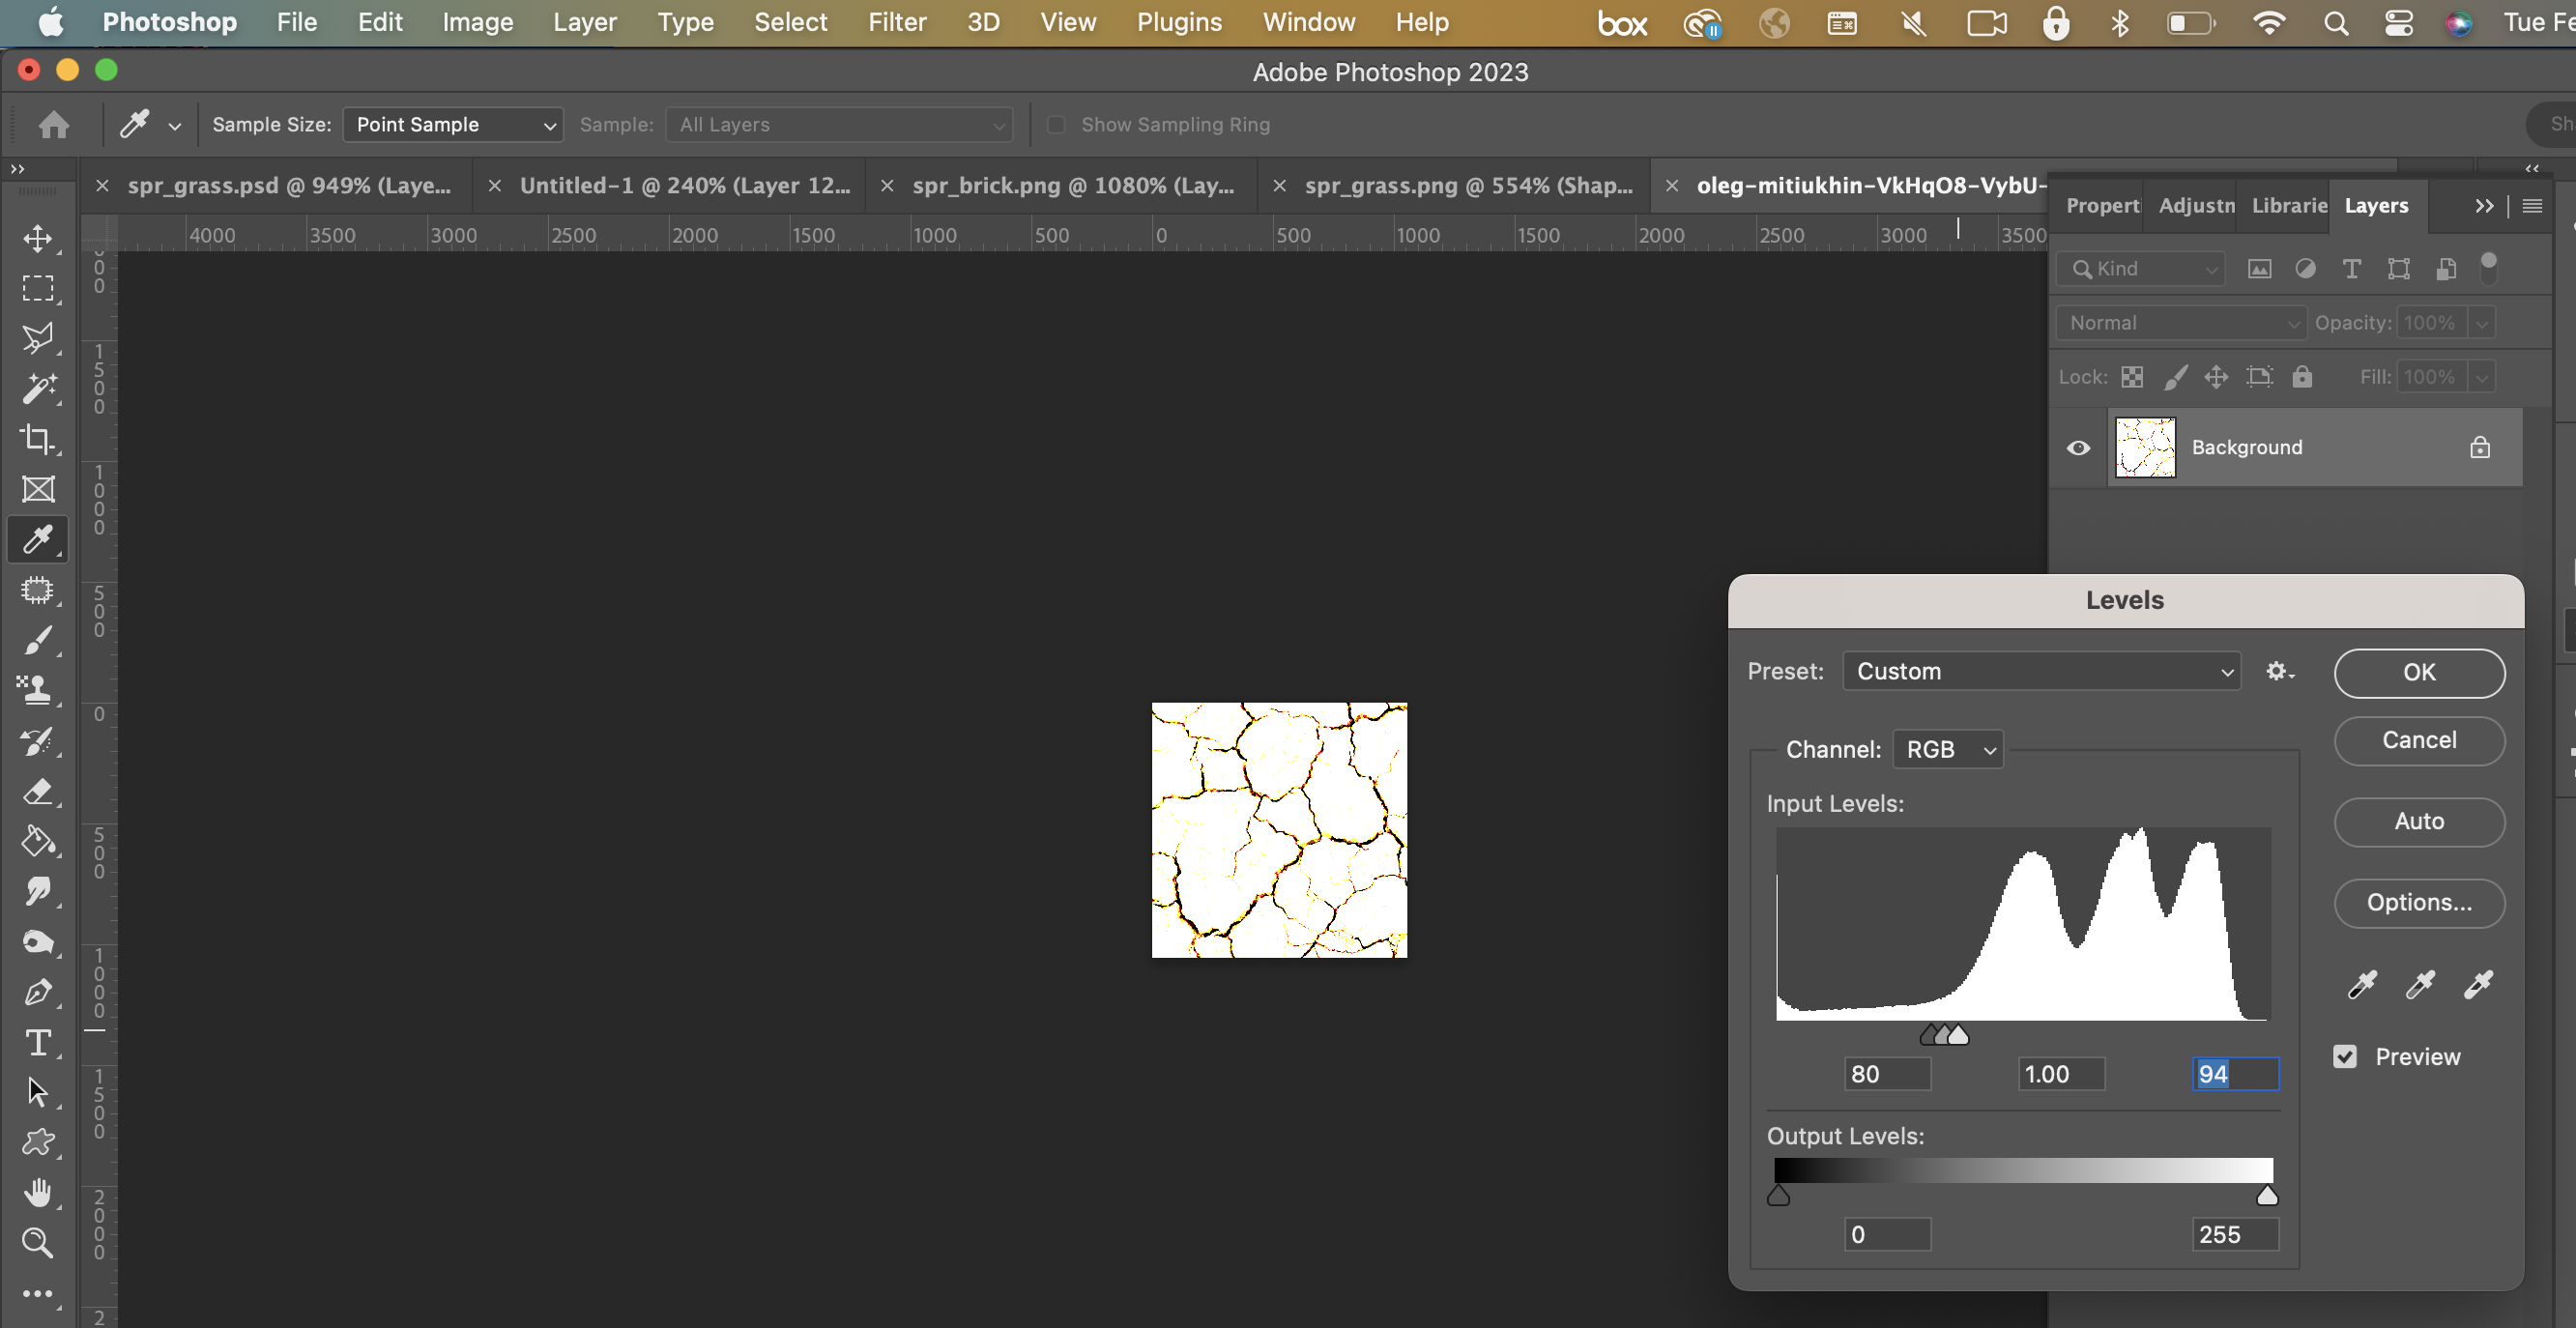 Photoshop File Edit Image Layer Type Select Filter 3D View Plugins Window Help box Tue Fe
Adobe Photoshop 2023
Sample Size: Point Sample Sample: All Layers Show Sampling Ring Sh
spr_grass.psd @ 949% (Laye... Untitled-1 @ 240% (Layer 12... spr_brick.png @ 1080% (Lay... spr_grass.png @ 554% (Shap... oleg-mitiukhin-VkHqO8-VybU-
Properti Adjustn Librarie Layers
4000 3500 3000 2500 2000 1500 1000 500 0 500 1000 1500 2000 2500 3000 3500
0
0
1500
1000
500
0
500
1000
1500
2000
2
Kind
Normal Opacity: 100%
Lock: Fill: 100%
Background
Levels
Preset: Custom OK
Cancel
Channel: RGB
Input Levels:
Auto
Options...
80 1.00 94
Preview
Output Levels:
0 255